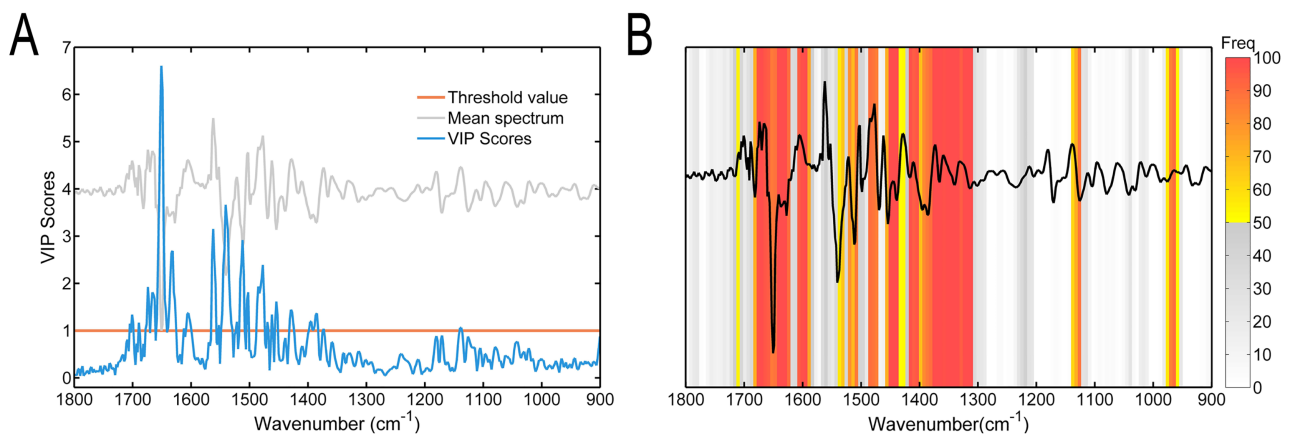 A
7
6
5
4
3
2
1
0
VIP Scores
Threshold value
Mean spectrum
VIP Scores
1800 1700 1600 1500 1400 1300 1200 1100 1000 900
Wavenumber (cm⁻¹)
B
1800 1700 1600 1500 1400 1300 1200 1100 1000 900
Wavenumber(cm⁻¹)
Freq
100
90
80
70
60
50
40
30
20
10
0